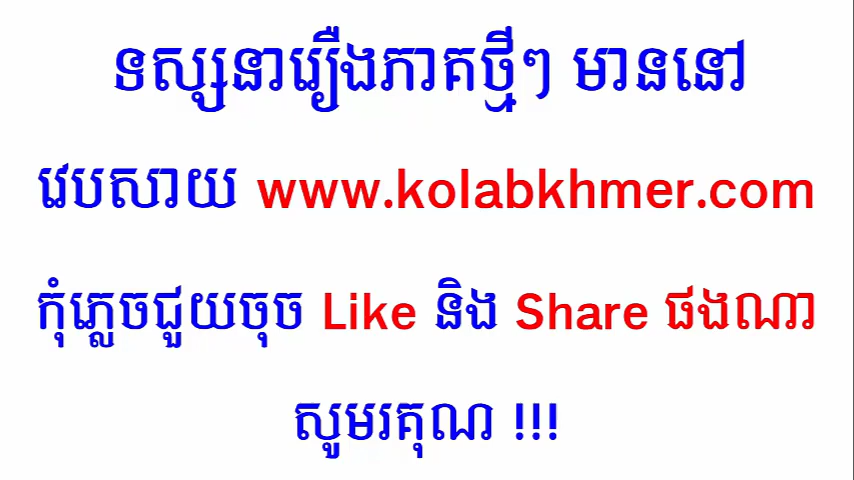 ទស្សនារឿងភាគថ្មីៗ មាននៅ
វេបសាយ www.kolabkhmer.com
កុំភ្លេចជួយចុច Like និង Share ផងណា
សូមរគុណ !!!